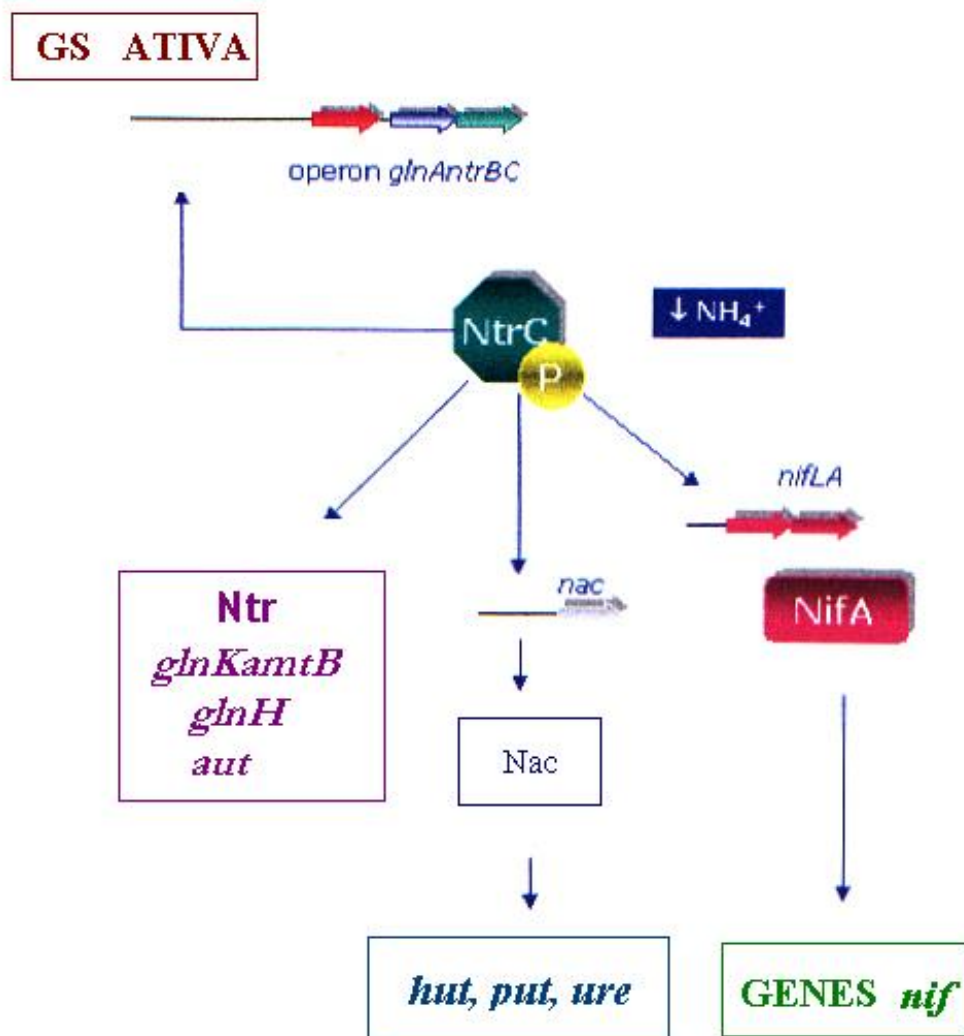 GS ATIVA
operon glnAntrBC
NtrC
P
↓ NH₄⁺
nifLA
NifA
Ntr
glnKamtB
glnH
aut
nac
Nac
hut, put, ure
GENES nif